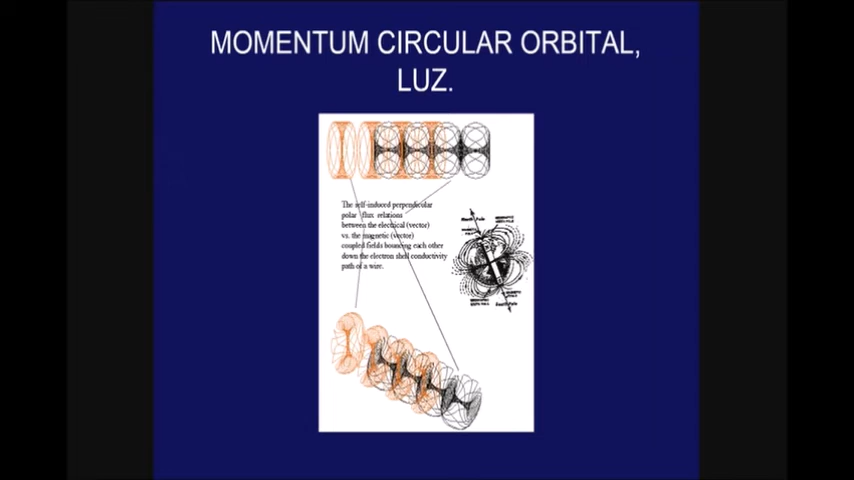 MOMENTUM CIRCULAR ORBITAL,
LUZ.
The self-induced perpendicular
polar flux relations
between the electrical (vector)
vs. the magnetic (vector)
coupled fields bouncing each other
down the electron shell conductivity
path of a wire.